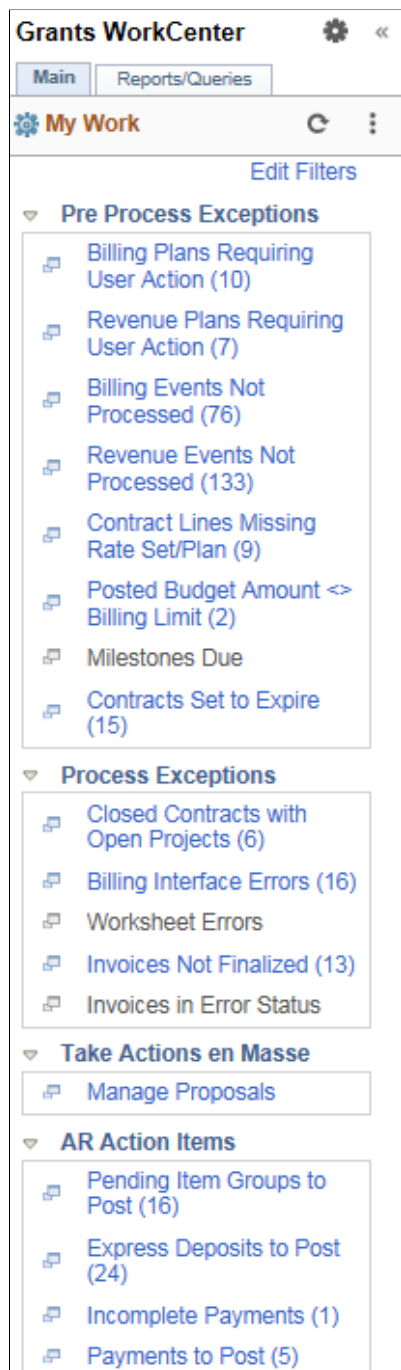 Grants WorkCenter «
Main Reports/Queries
My Work
Edit Filters
Pre Process Exceptions
Billing Plans Requiring
User Action (10)
Revenue Plans Requiring
User Action (7)
Billing Events Not
Processed (76)
Revenue Events Not
Processed (133)
Contract Lines Missing
Rate Set/Plan (9)
Posted Budget Amount <>
Billing Limit (2)
Milestones Due
Contracts Set to Expire
(15)
Process Exceptions
Closed Contracts with
Open Projects (6)
Billing Interface Errors (16)
Worksheet Errors
Invoices Not Finalized (13)
Invoices in Error Status
Take Actions en Masse
Manage Proposals
AR Action Items
Pending Item Groups to
Post (16)
Express Deposits to Post
(24)
Incomplete Payments (1)
Payments to Post (5)